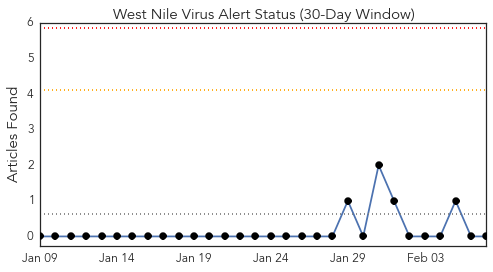 West Nile Virus Alert Status (30-Day Window)
Articles Found
6
5
4
3
2
1
0
Jan 09 Jan 14 Jan 19 Jan 24 Jan 29 Feb 03